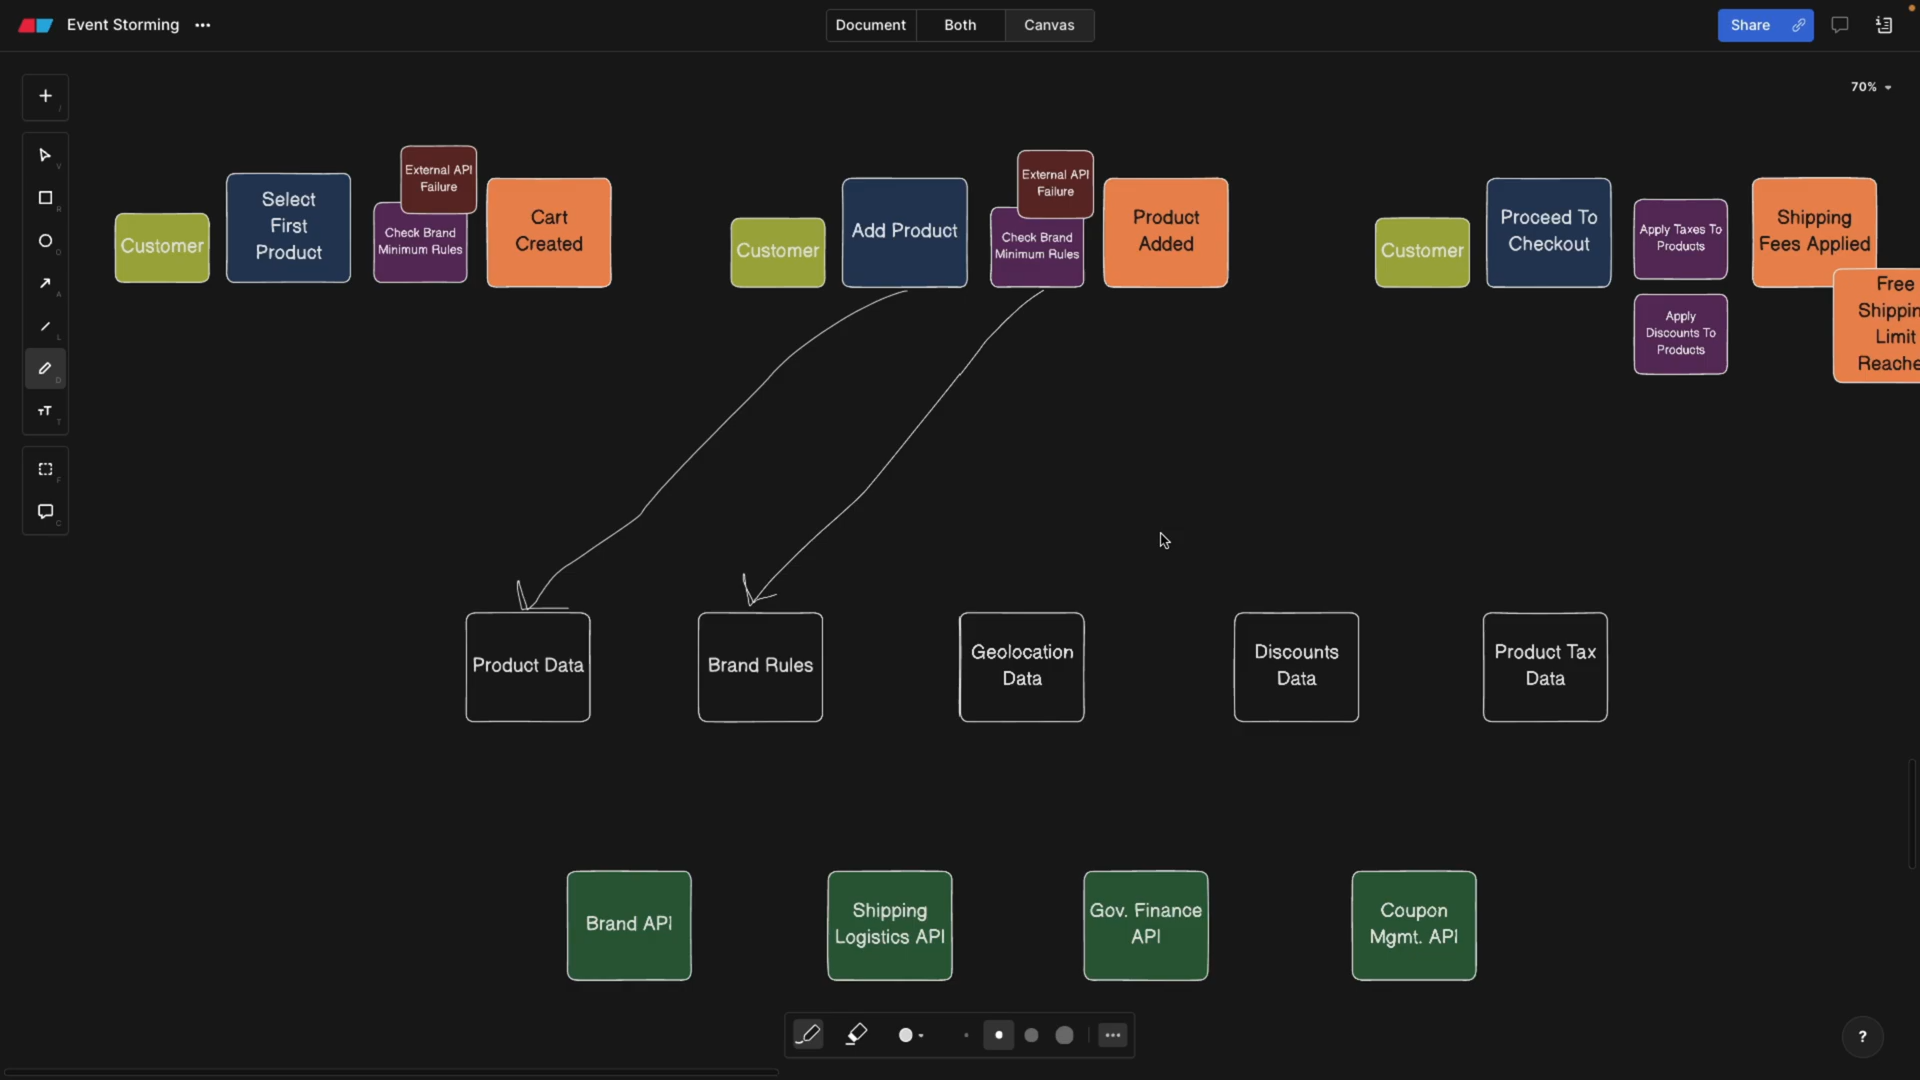 Event Storming
Document
Both
Canvas
Share
70%
External API
Failure
Select
First
Product
Customer
Check Brand
Minimum Rules
Cart
Created
External API
Failure
Add Product
Customer
Check Brand
Minimum Rules
Product
Added
Proceed To
Checkout
Customer
Apply Taxes To
Products
Shipping
Fees Applied
Apply
Discounts To
Products
Free
Shippin
Limit
Reache
V
R
O
A
L
D
T
F
C
Product Data
Brand Rules
Geolocation
Data
Discounts
Data
Product Tax
Data
Brand API
Shipping
Logistics API
Gov. Finance
API
Coupon
Mgmt. API
?